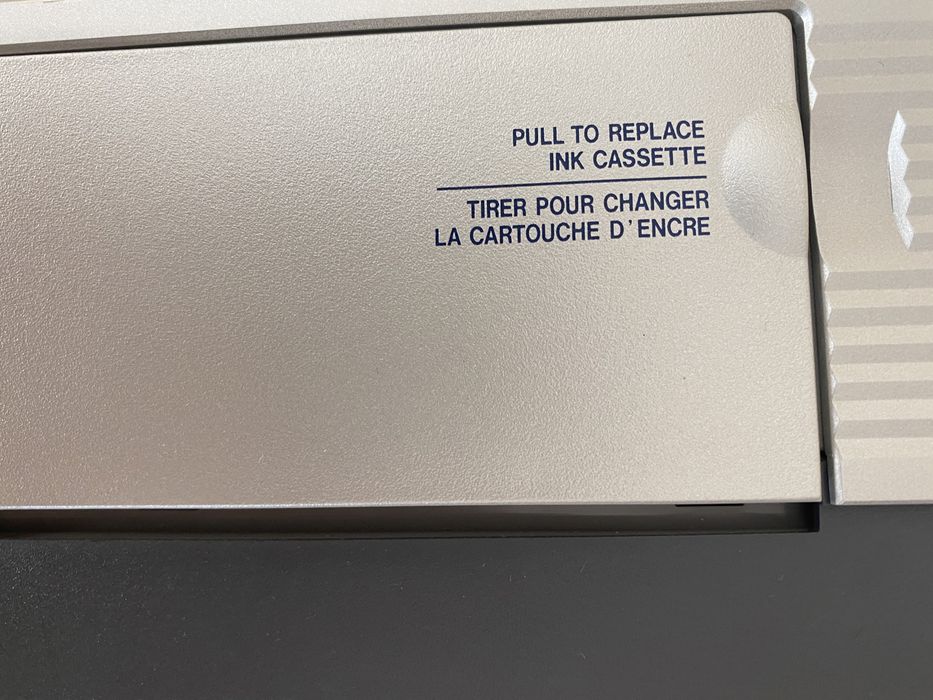 PULL TO REPLACE
INK CASSETTE
TIRER POUR CHANGER
LA CARTOUCHE D'ENCRE